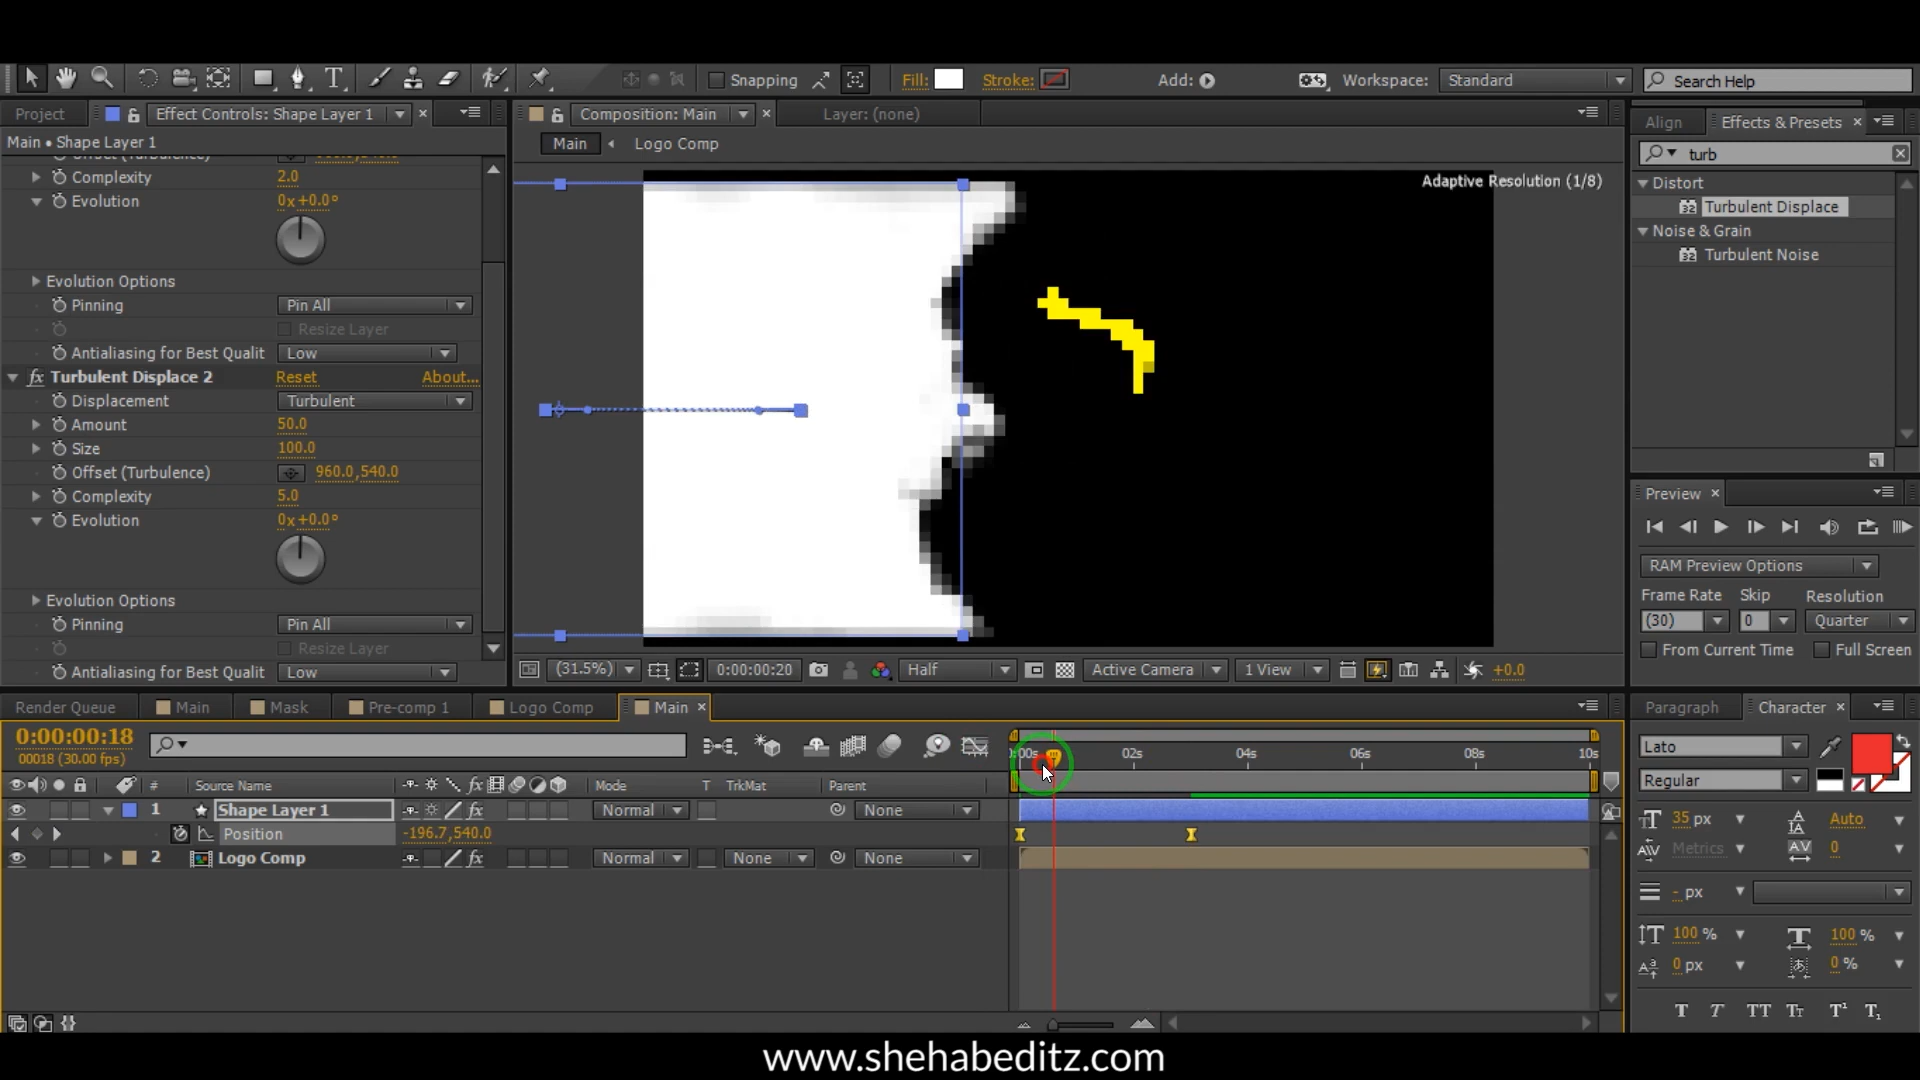 Snapping
Fill:
Stroke:
Add:
Workspace:
Standard
Search Help
Project
Effect Controls: Shape Layer 1
Composition: Main
Layer: (none)
Align
Effects & Presets
Main • Shape Layer 1
Main
Logo Comp
turb
Complexity
2.0
Evolution
0x+0.0°
Evolution Options
Pinning
Pin All
Resize Layer
Antialiasing for Best Qualit
Low
Turbulent Displace 2
Reset
About...
Displacement
Turbulent
Amount
50.0
Size
100.0
Offset (Turbulence)
960.0,540.0
Complexity
5.0
Evolution
0x+0.0°
Evolution Options
Pinning
Pin All
Resize Layer
Antialiasing for Best Qualit
Low
Adaptive Resolution (1/8)
(31.5%)
0:00:00:20
Half
Active Camera
1 View
+0.0
Distort
32
Turbulent Displace
Noise & Grain
32
Turbulent Noise
Preview
RAM Preview Options
Frame Rate
Skip
Resolution
(30)
0
Quarter
From Current Time
Full Screen
Render Queue
Main
Mask
Pre-comp 1
Logo Comp
Main
0:00:00:18
00018 (30.00 fps)
:00s
02s
04s
06s
08s
10s
#
Source Name
fx
Mode
T
TrkMat
Parent
1
Shape Layer 1
fx
Normal
None
Position
-196.7,540.0
2
Logo Comp
fx
Normal
None
None
Paragraph
Character
Lato
Regular
35 px
Auto
Metrics
0
- px
100 %
100 %
0 px
0 %
T T TT Tr T¹ T₁
www.shehabeditz.com